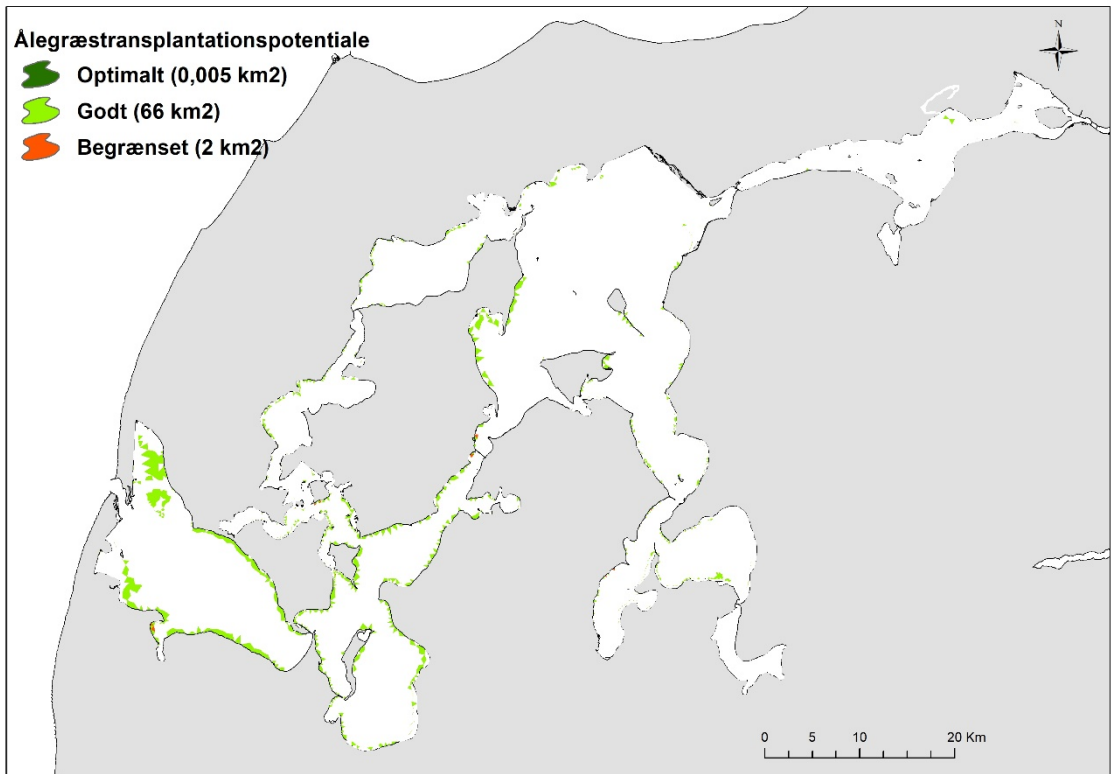 Ålegræstransplantationspotentiale
Optimalt (0,005 km2)
Godt (66 km2)
Begrænset (2 km2)
N
0 5 10 20 Km